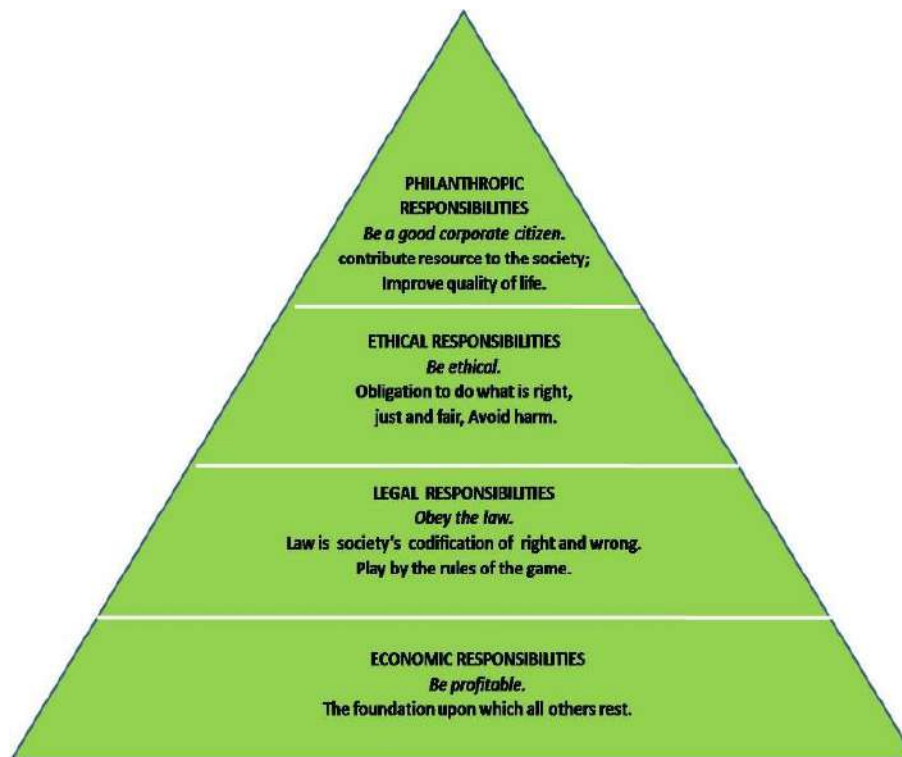 PHILANTHROPIC
RESPONSIBILITIES
Be a good corporate citizen.
contribute resource to the society;
Improve quality of life.
ETHICAL RESPONSIBILITIES
Be ethical.
Obligation to do what is right,
just and fair, Avoid harm.
LEGAL RESPONSIBILITIES
Obey the law.
Law is society's codification of right and wrong.
Play by the rules of the game.
ECONOMIC RESPONSIBILITIES
Be profitable.
The foundation upon which all others rest.